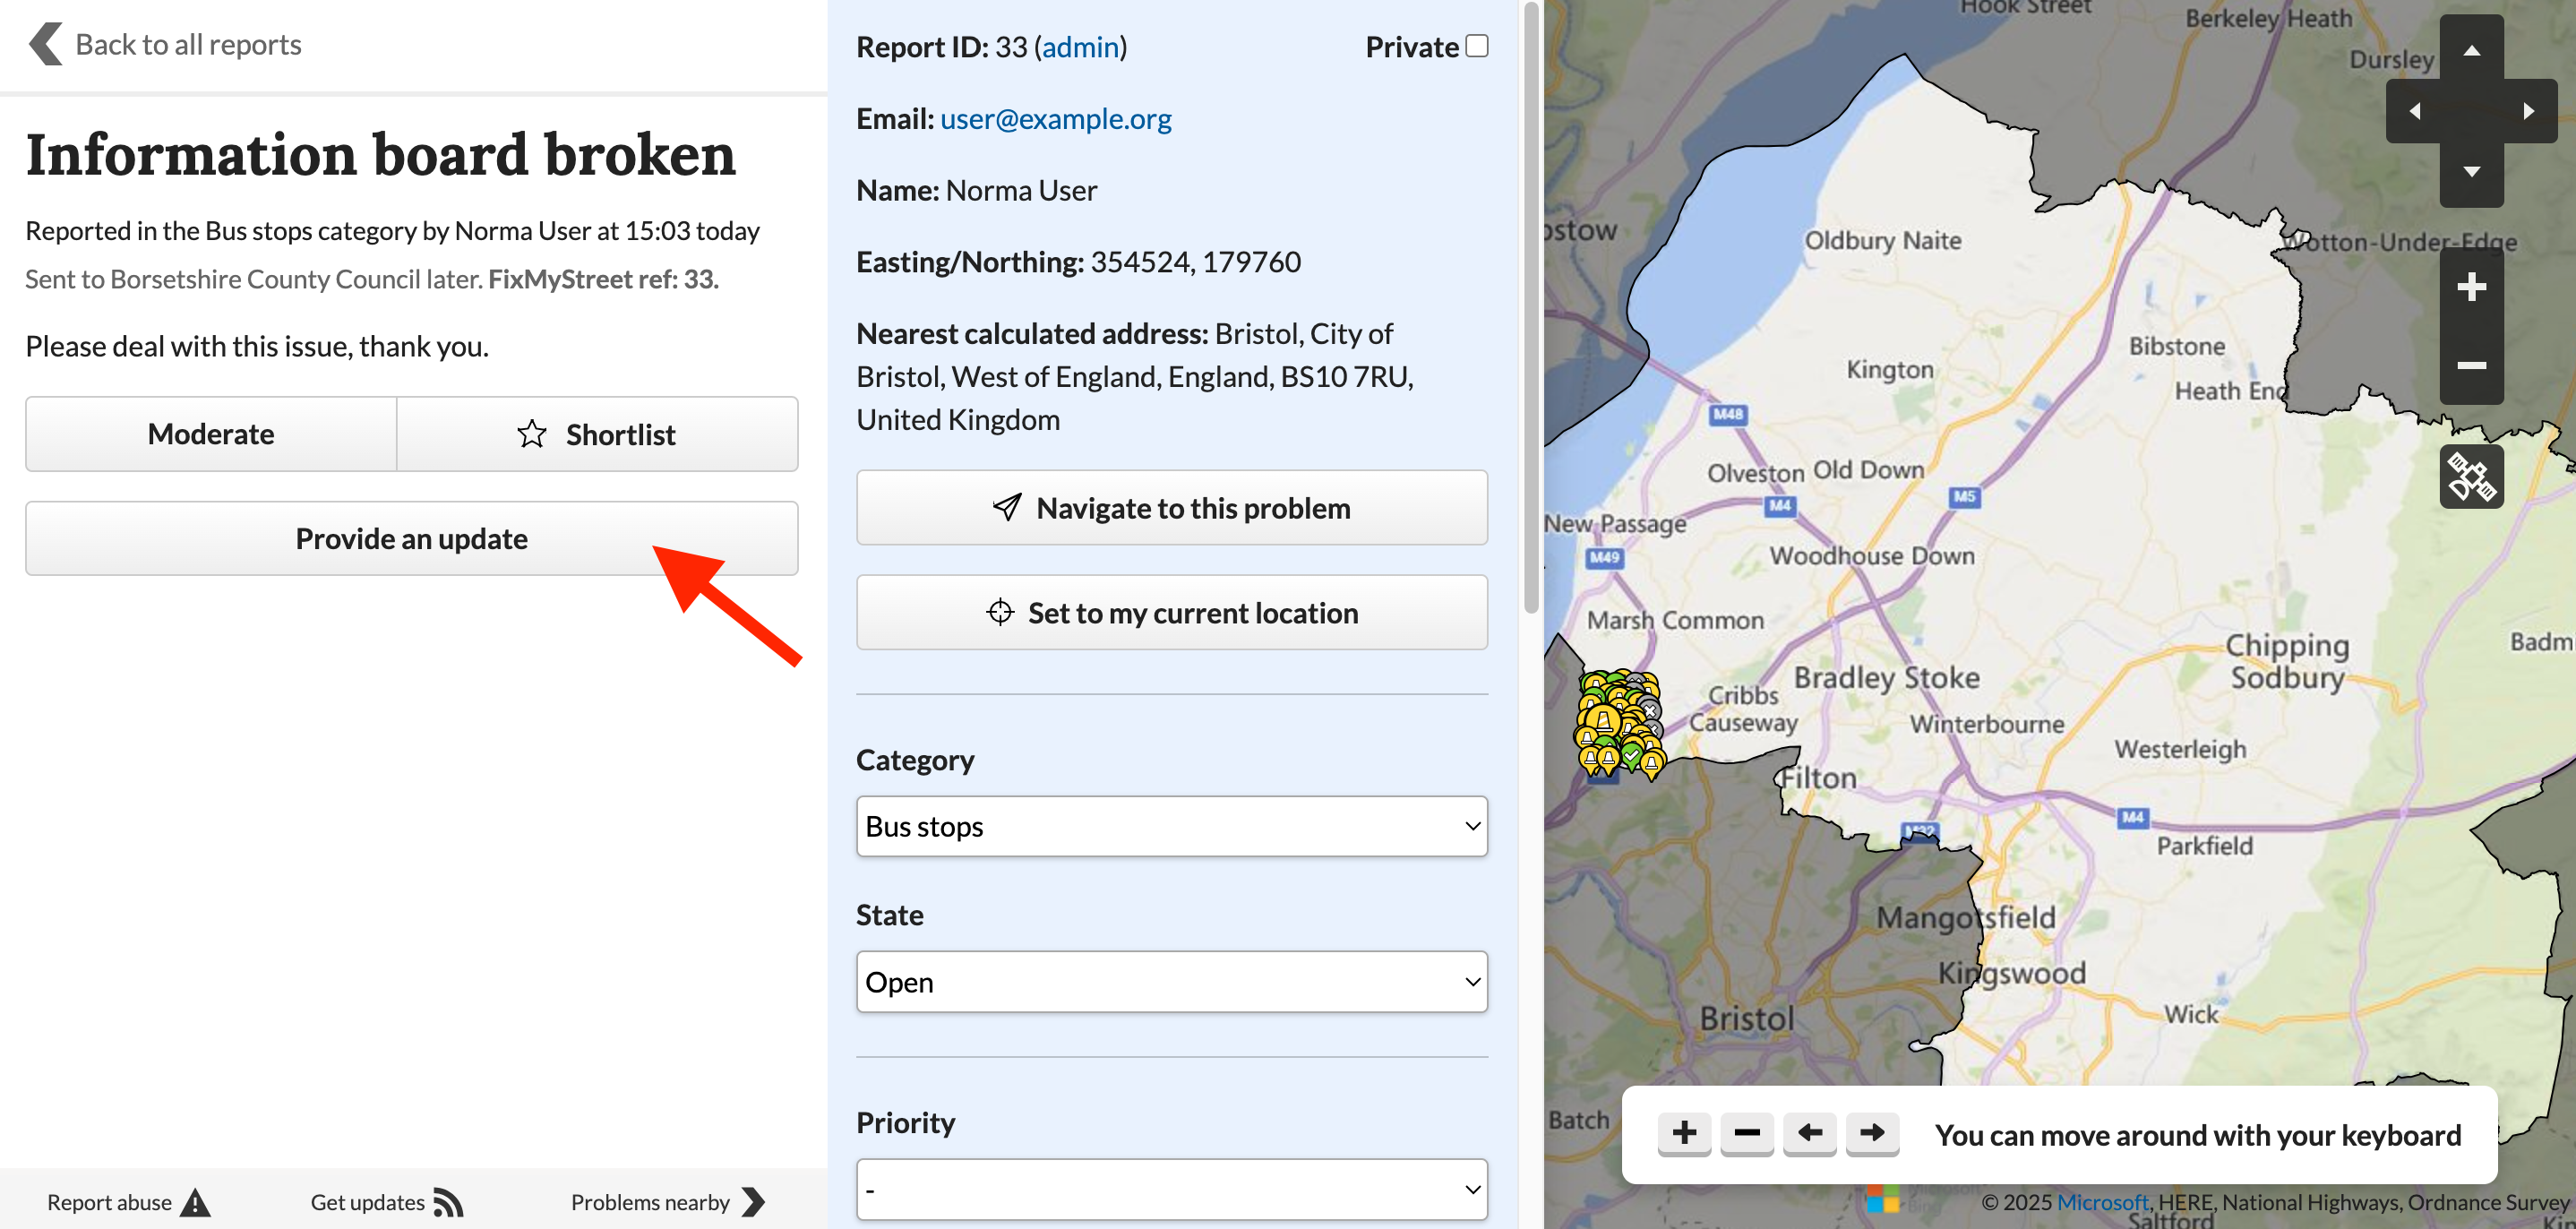 Back to all reports
Information board broken
Reported in the Bus stops category by Norma User at 15:03 today
Sent to Borsetshire County Council later. FixMyStreet ref: 33.
Please deal with this issue, thank you.
Moderate
Shortlist
Provide an update
Report abuse
Get updates
Problems nearby
Report ID: 33 (admin)
Private
Email: user@example.org
Name: Norma User
Easting/Northing: 354524, 179760
Nearest calculated address: Bristol, City of
Bristol, West of England, England, BS10 7RU,
United Kingdom
Navigate to this problem
Set to my current location
Category
Bus stops
State
Open
Priority
-
Hook Street
Berkeley Heath
Dursley
Oldbury Naite
Wotton-Under-Edge
Bibstone
Kington
Heath End
M48
Olveston
Old Down
M4
M5
New Passage
M49
Woodhouse Down
Marsh Common
Chipping
Sodbury
Bradley Stoke
Cribbs
Causeway
Winterbourne
Westerleigh
Filton
M4
M32
Parkfield
Mangotsfield
Kingswood
Bristol
Wick
Batch
You can move around with your keyboard
© 2025 Microsoft, HERE, National Highways, Ordnance Survey
Saltford